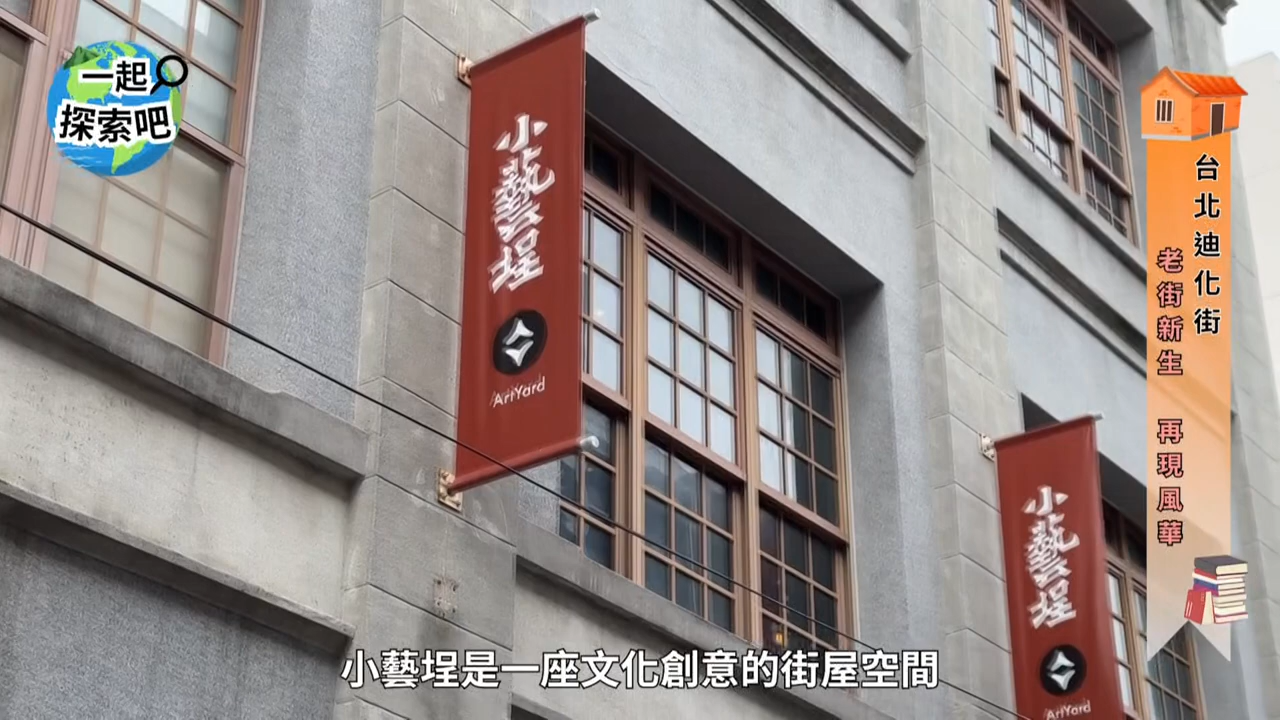 一起
探索吧
小藝埕
ArtYard
台北迪化街
老街新生 再現風華
小藝埕
ArtYard
小藝埕是一座文化創意的街屋空間